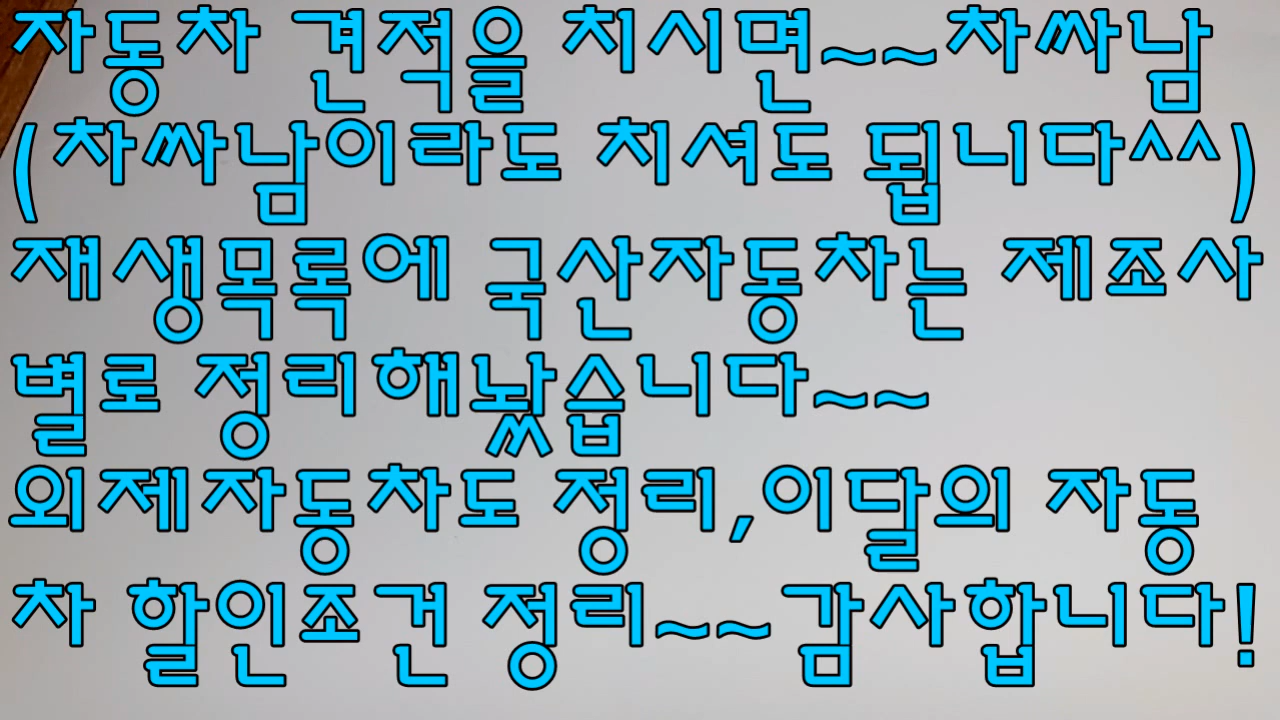 자동차 견적을 치시면~~차싸남
(차싸남이라도 치셔도 됩니다^^)
재생목록에 국산자동차는 제조사
별로 정리해놨습니다~~
외제자동차도 정리,이달의 자동
차 할인조건 정리~~감사합니다!